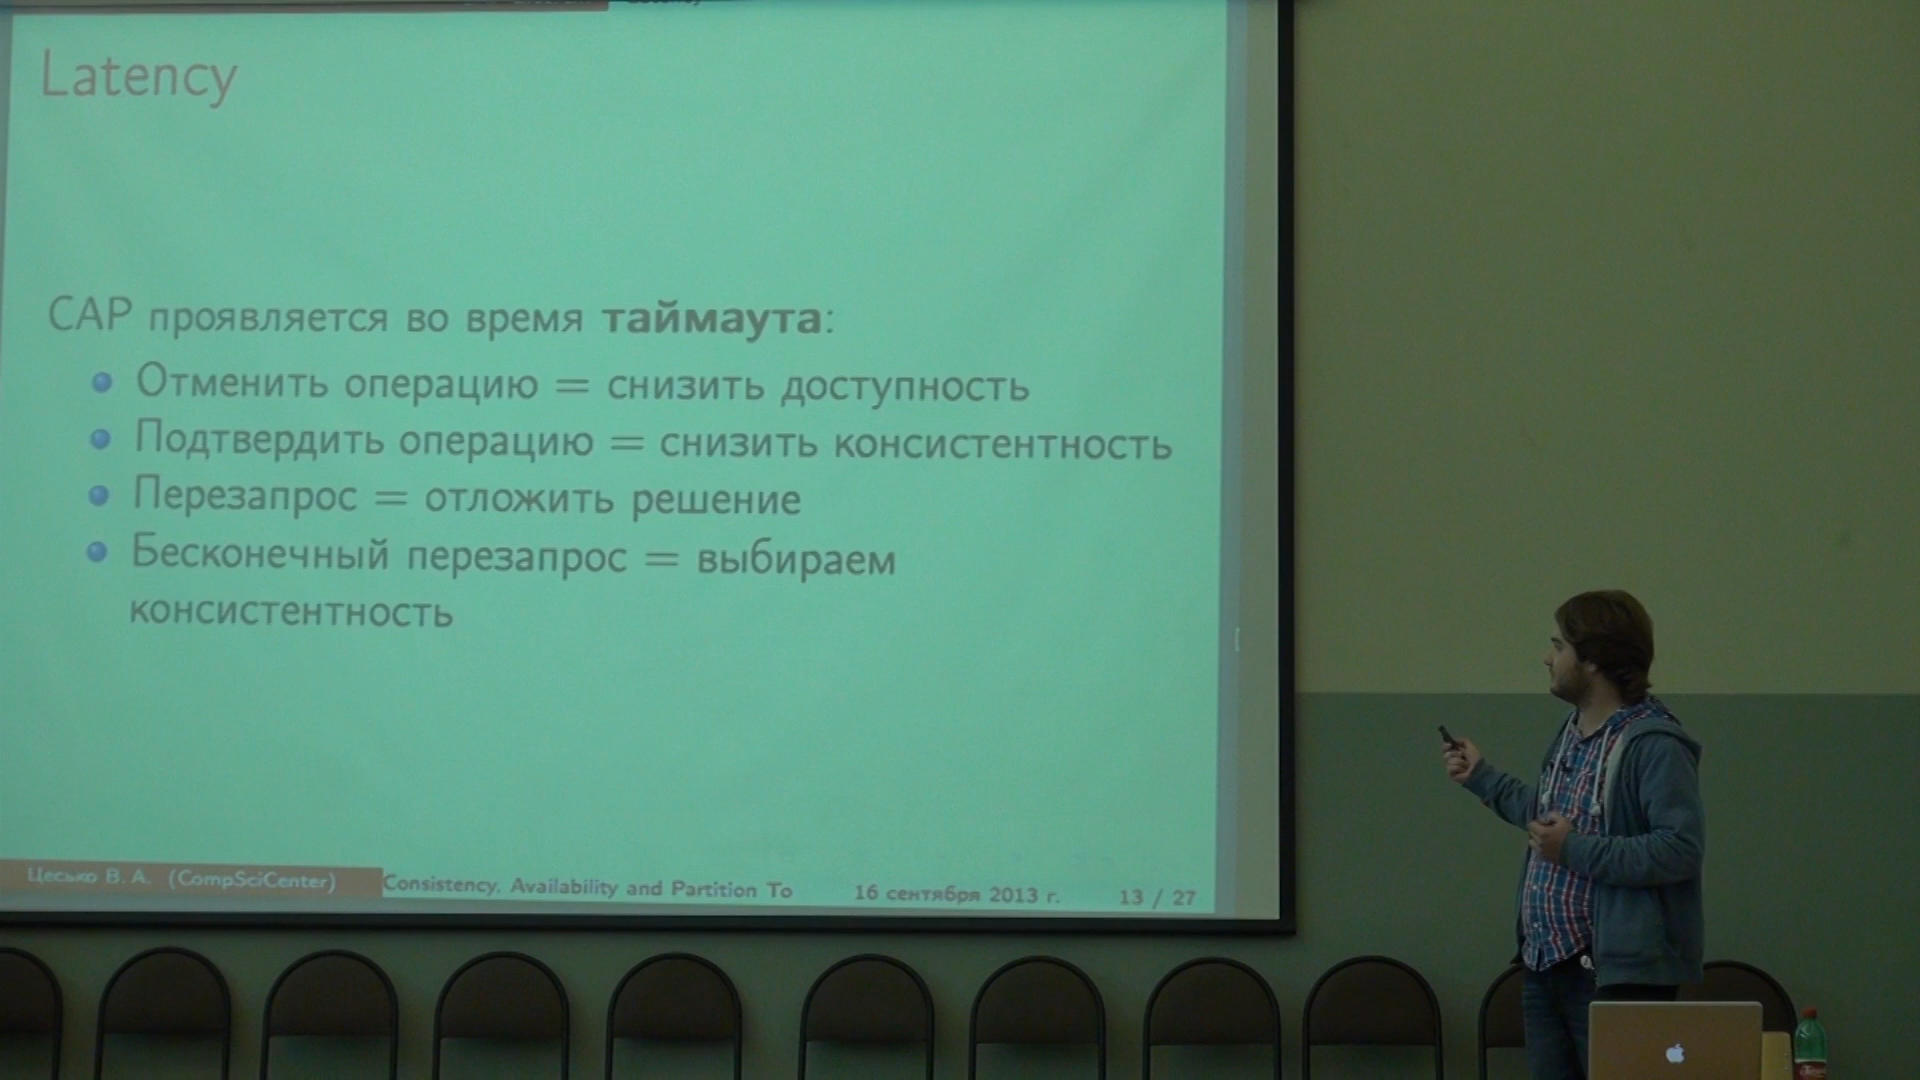 Latency
CAP проявляется во время таймаута:
Отменить операцию = снизить доступность
Подтвердить операцию = снизить консистентность
Перезапрос = отложить решение
Бесконечный перезапрос = выбираем
консистентность
Цесько В. А. (CompSciCenter) Consistency, Availability and Partition To 16 сентября 2013 г. 13 / 27